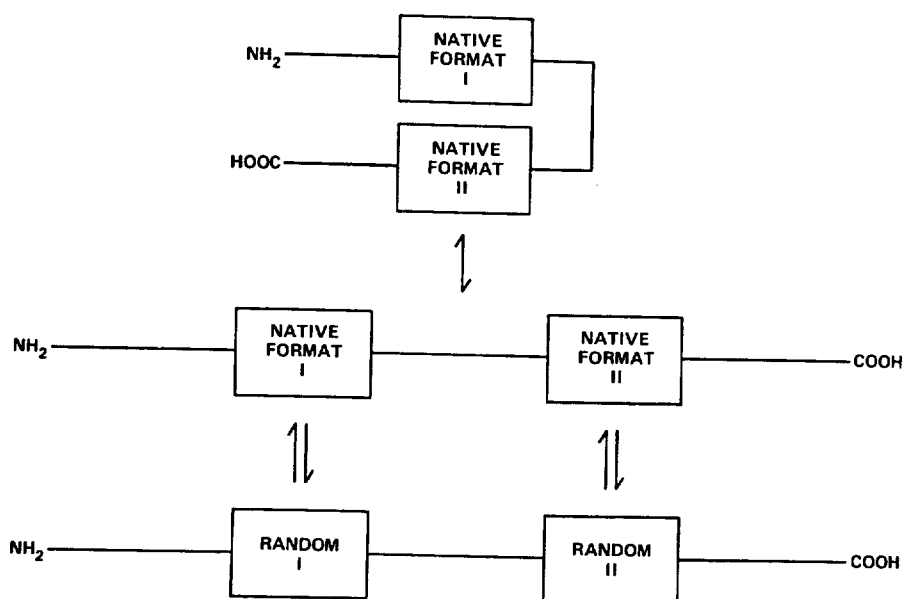 NH2
NATIVE
FORMAT
I
HOOC
NATIVE
FORMAT
II
NH2
NATIVE
FORMAT
I
NATIVE
FORMAT
II
COOH
NH2
RANDOM
I
RANDOM
II
COOH